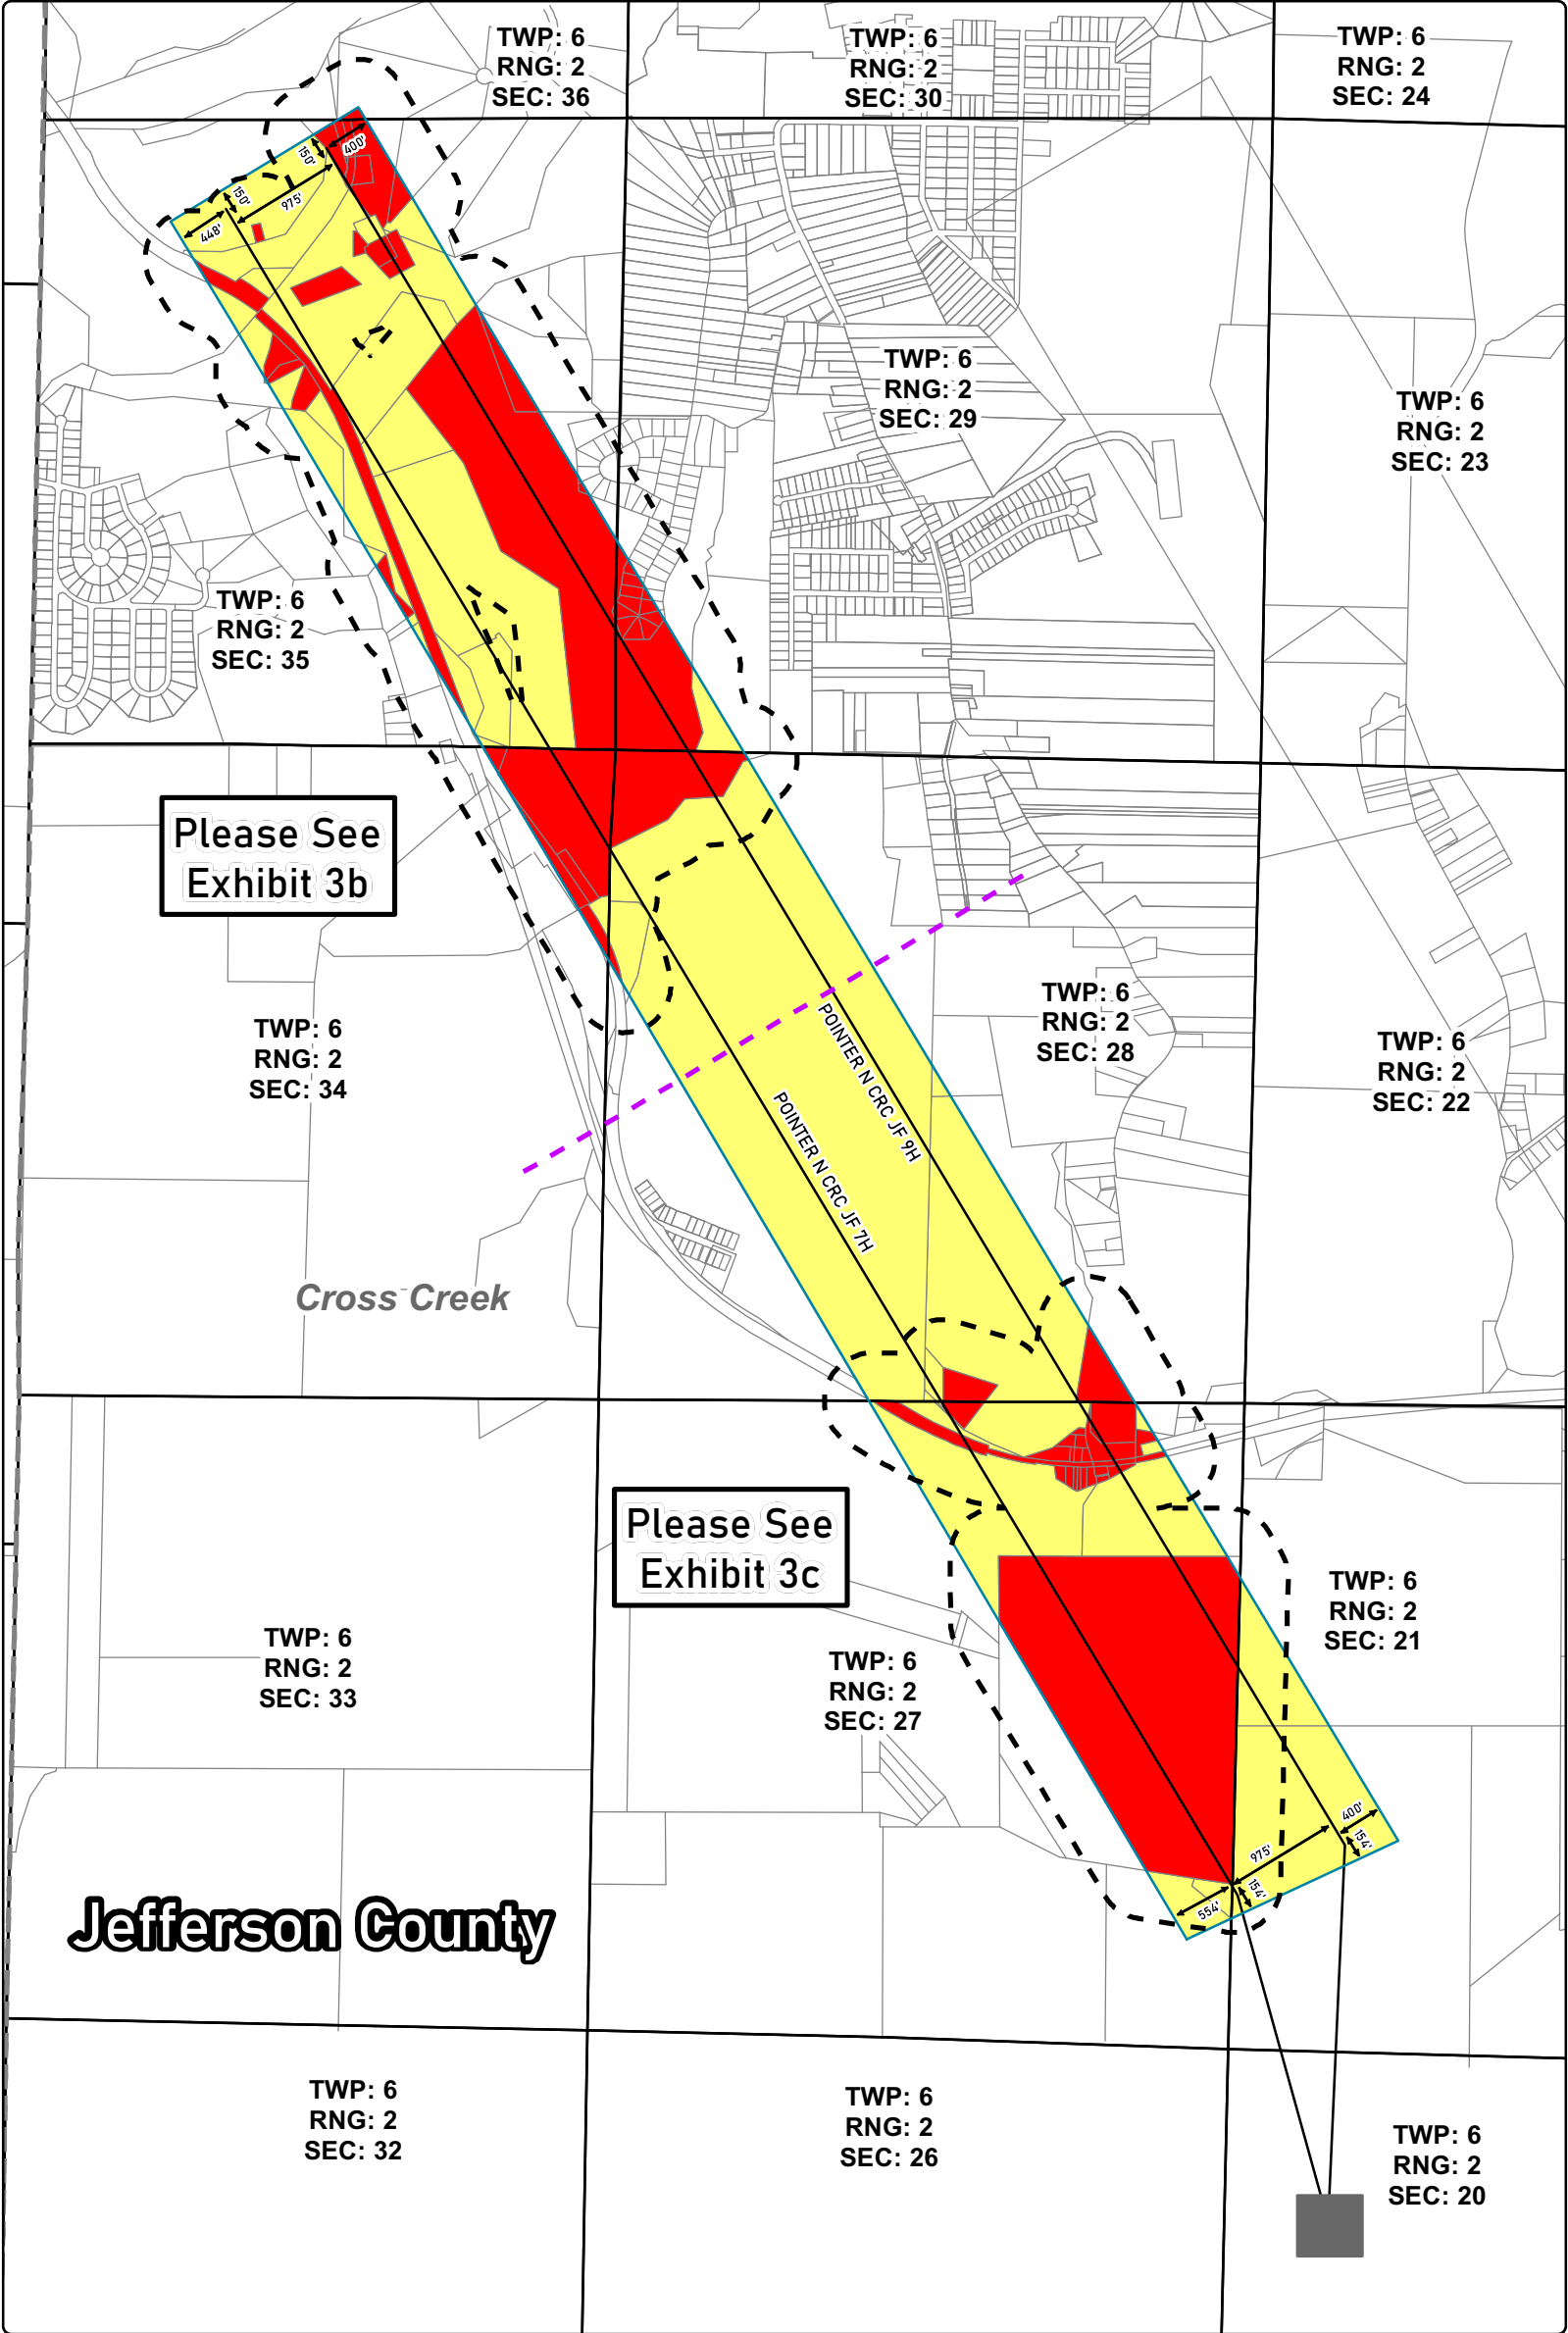 TWP: 6
RNG: 2
SEC: 36
TWP: 6
RNG: 2
SEC: 30
TWP: 6
RNG: 2
SEC: 24
150'
400'
150'
975'
448'
TWP: 6
RNG: 2
SEC: 29
TWP: 6
RNG: 2
SEC: 23
TWP: 6
RNG: 2
SEC: 35
Please See
Exhibit 3b
TWP: 6
RNG: 2
SEC: 34
TWP: 6
RNG: 2
SEC: 28
TWP: 6
RNG: 2
SEC: 22
POINTER N CRC JF 9H
POINTER N CRC JF 7H
Cross Creek
Please See
Exhibit 3c
TWP: 6
RNG: 2
SEC: 21
TWP: 6
RNG: 2
SEC: 33
TWP: 6
RNG: 2
SEC: 27
400'
154'
975'
154'
554'
Jefferson County
TWP: 6
RNG: 2
SEC: 32
TWP: 6
RNG: 2
SEC: 26
TWP: 6
RNG: 2
SEC: 20